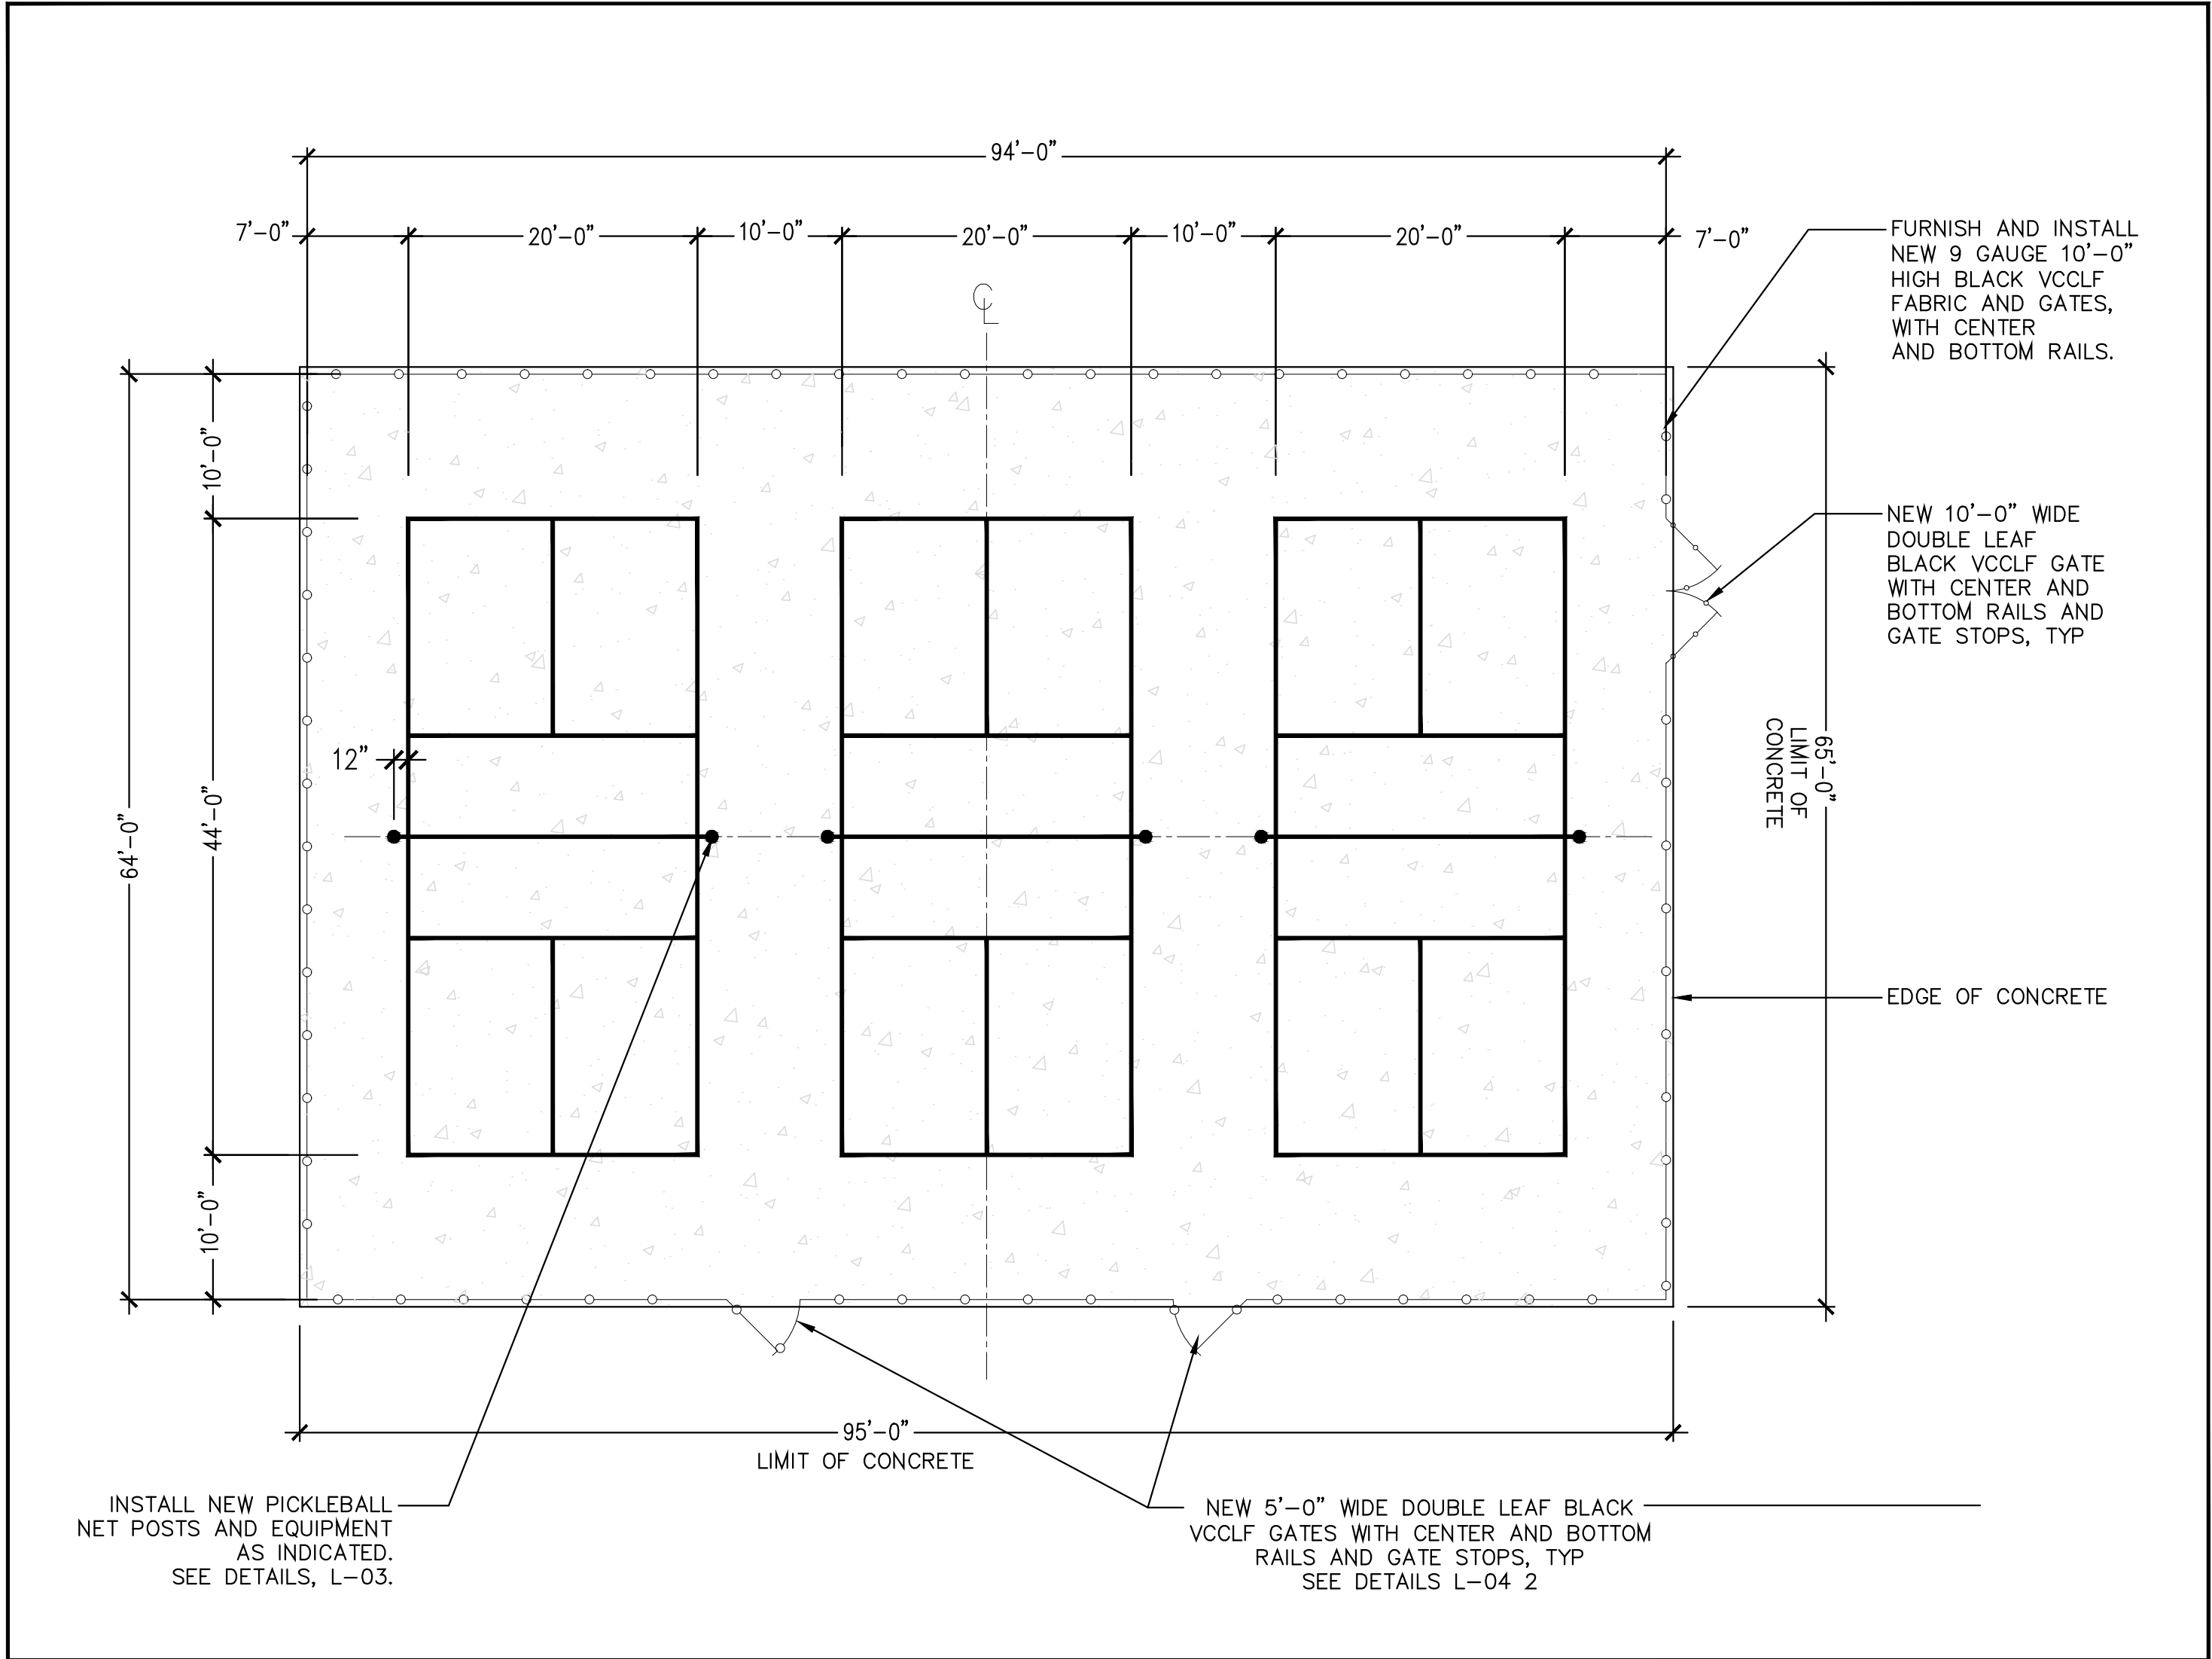 94'-0"
7'-0"
20'-0"
10'-0"
20'-0"
10'-0"
20'-0"
7'-0"
FURNISH AND INSTALL
NEW 9 GAUGE 10'-0"
HIGH BLACK VCCLF
FABRIC AND GATES,
WITH CENTER
AND BOTTOM RAILS.
CL
10'-0"
NEW 10'-0" WIDE
DOUBLE LEAF
BLACK VCCLF GATE
WITH CENTER AND
BOTTOM RAILS AND
GATE STOPS, TYP
12"
64'-0"
44'-0"
65'-0"
LIMIT OF
CONCRETE
EDGE OF CONCRETE
10'-0"
95'-0"
LIMIT OF CONCRETE
INSTALL NEW PICKLEBALL
NET POSTS AND EQUIPMENT
AS INDICATED.
SEE DETAILS, L-03.
NEW 5'-0" WIDE DOUBLE LEAF BLACK
VCCLF GATES WITH CENTER AND BOTTOM
RAILS AND GATE STOPS, TYP
SEE DETAILS L-04 2